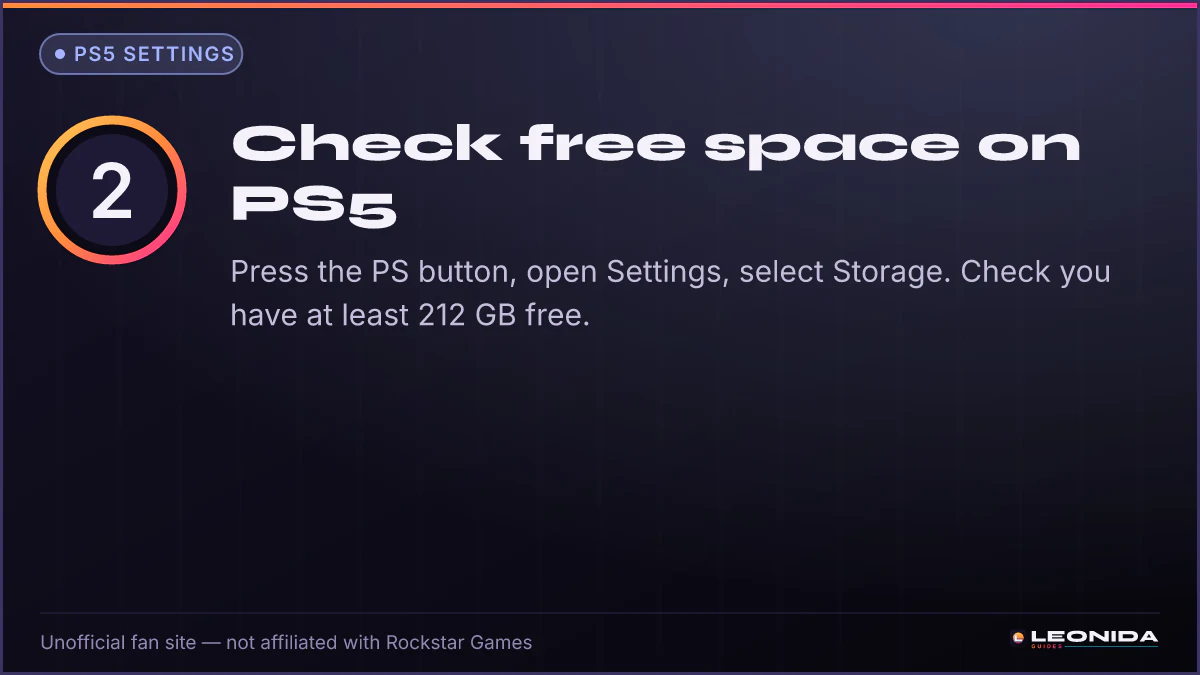 PS5 SETTINGS
2
Check free space on
PS5
Press the PS button, open Settings, select Storage. Check you
have at least 212 GB free.
Unofficial fan site — not affiliated with Rockstar Games
LEONIDA
GUIDES